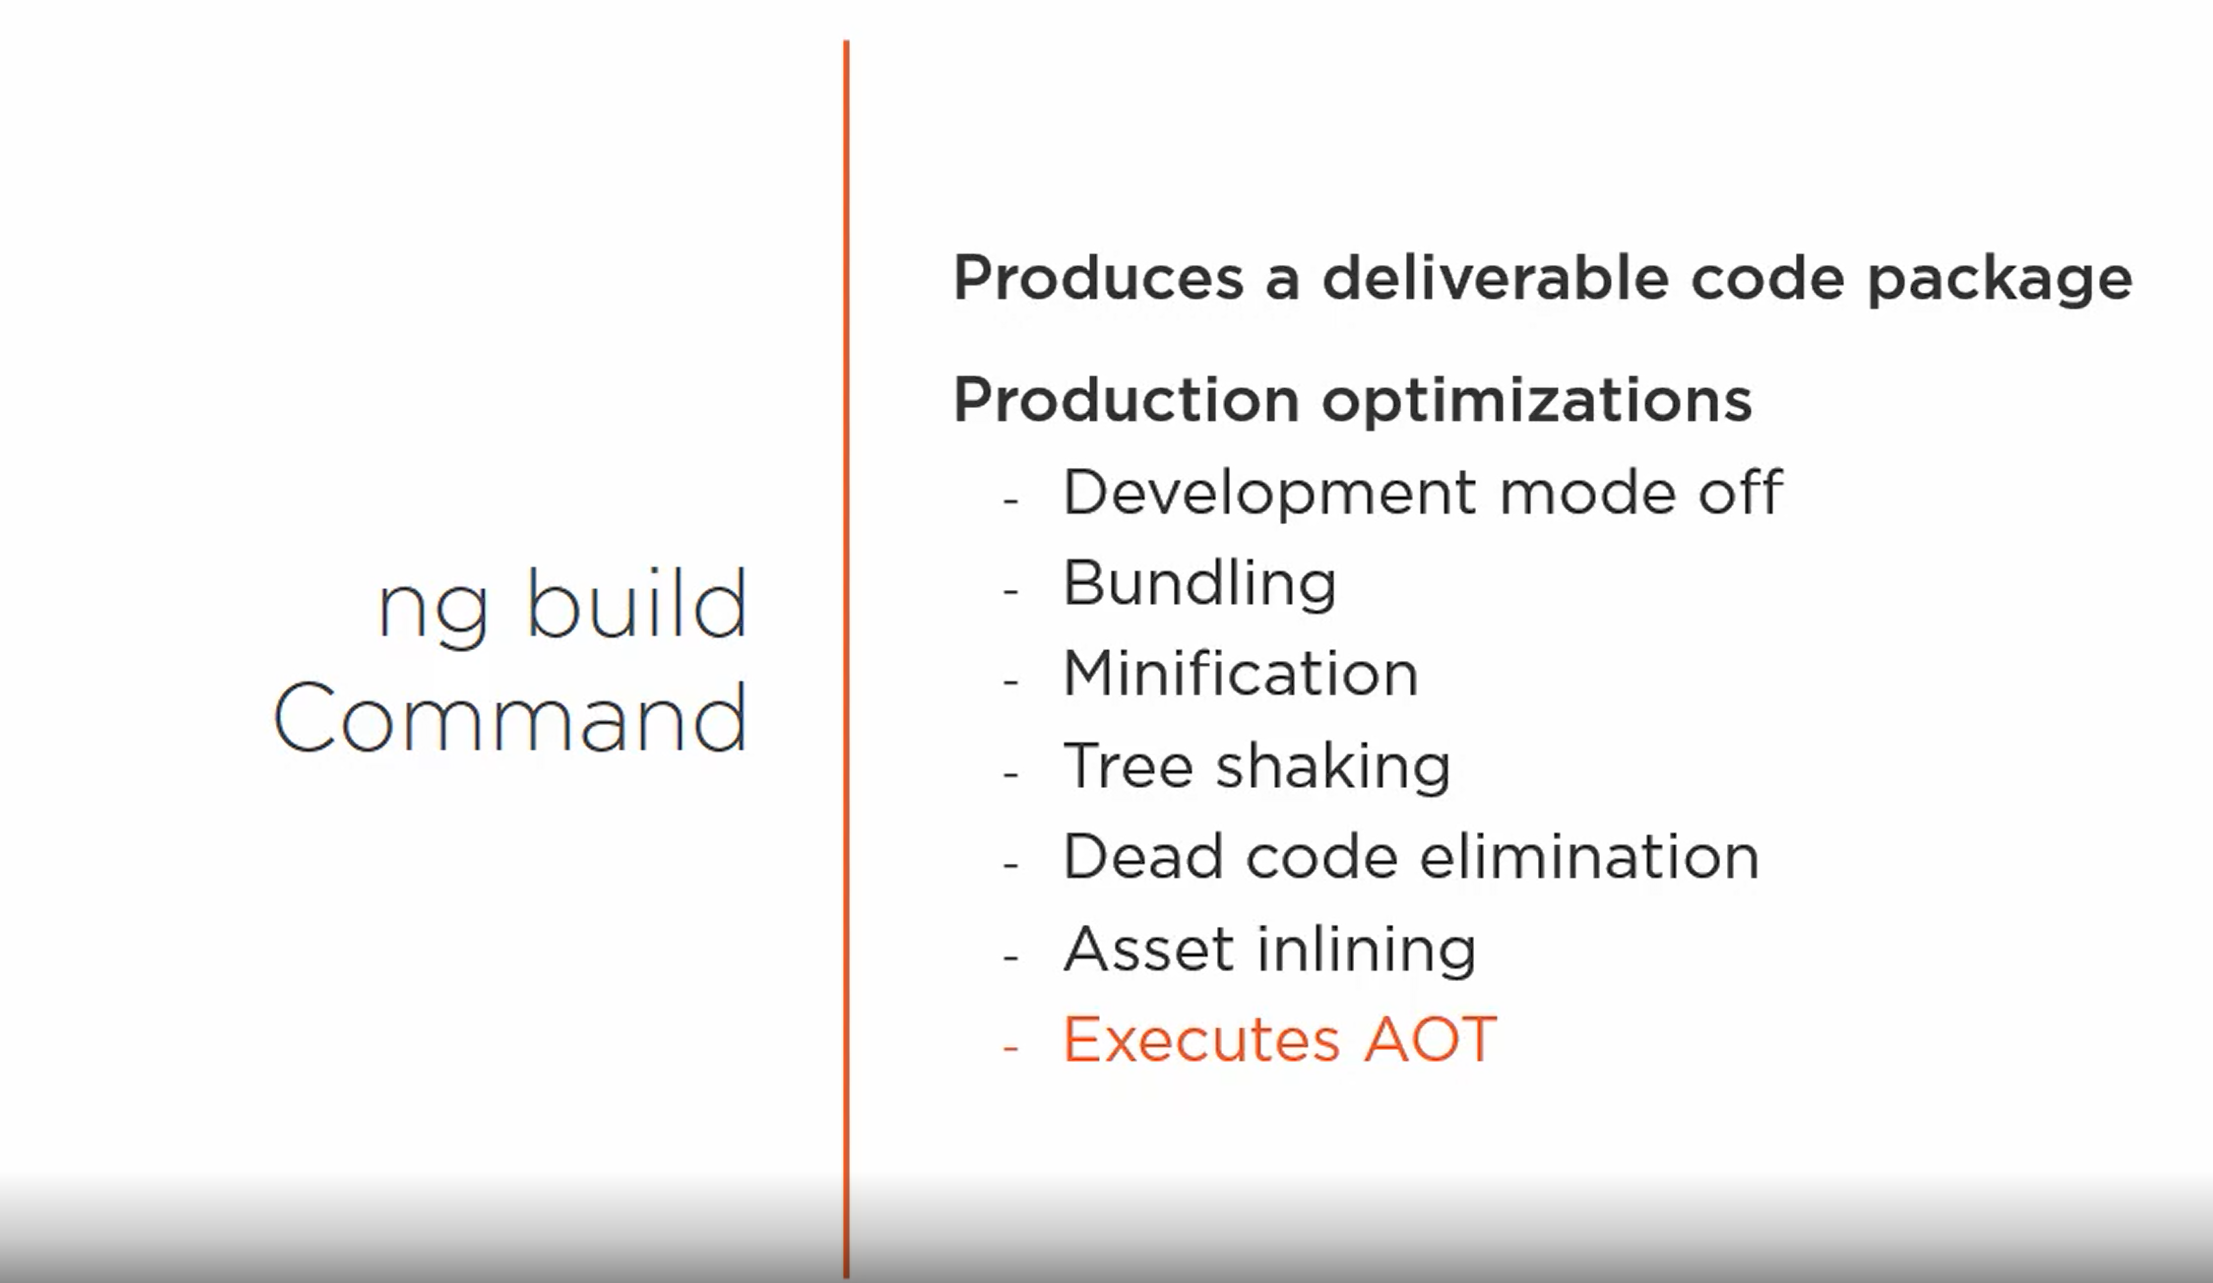 ng build
Command
Produces a deliverable code package
Production optimizations
- Development mode off
- Bundling
- Minification
- Tree shaking
- Dead code elimination
- Asset inlining
- Executes AOT